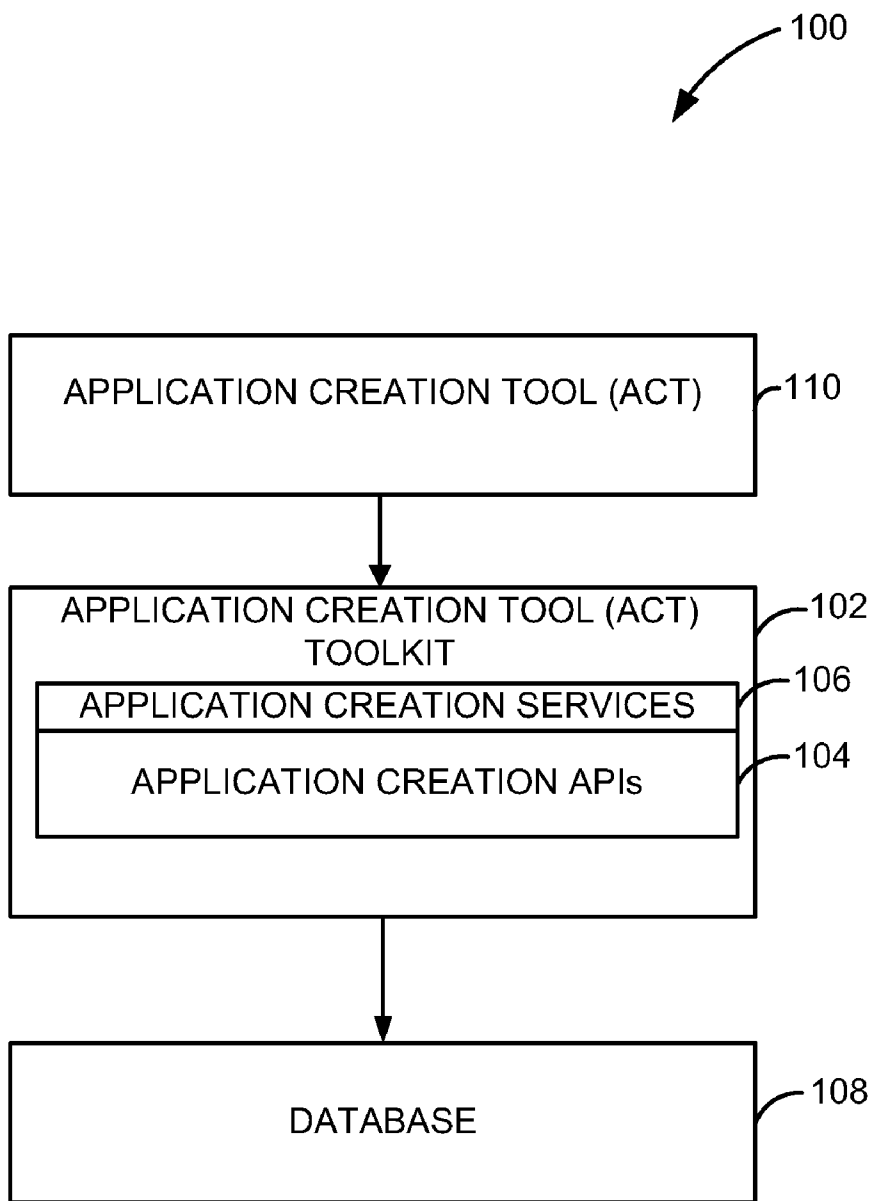 100
APPLICATION CREATION TOOL (ACT)
110
APPLICATION CREATION TOOL (ACT)
TOOLKIT
102
APPLICATION CREATION SERVICES
106
APPLICATION CREATION APIs
104
DATABASE
108